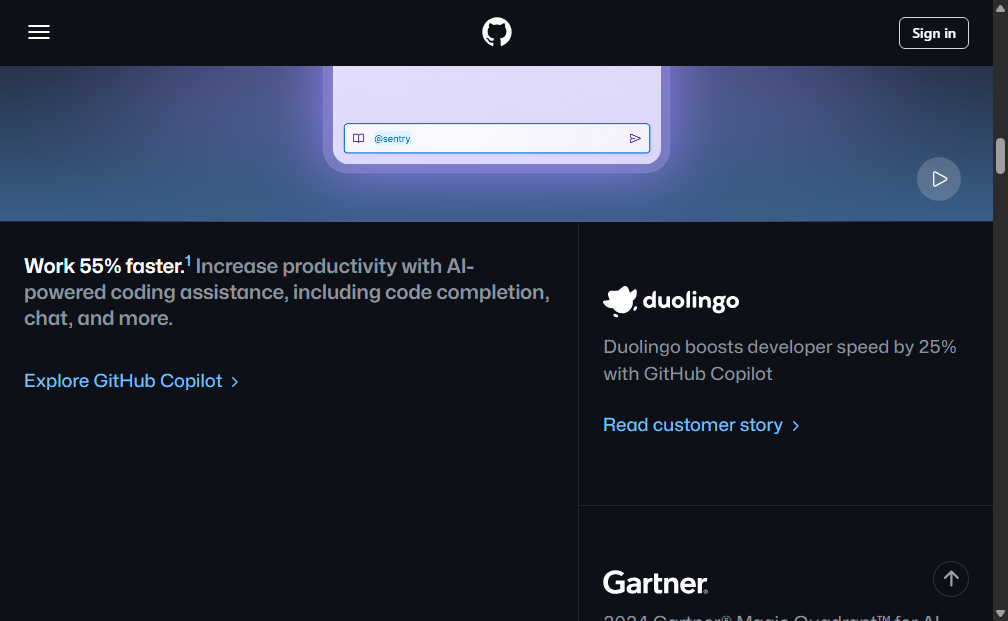 Sign in
@sentry
Work 55% faster.1 Increase productivity with AI-
powered coding assistance, including code completion,
chat, and more.
Explore GitHub Copilot
duolingo
Duolingo boosts developer speed by 25%
with GitHub Copilot
Read customer story
Gartner®
2024 Gartner® Magic Quadrant™ for AI